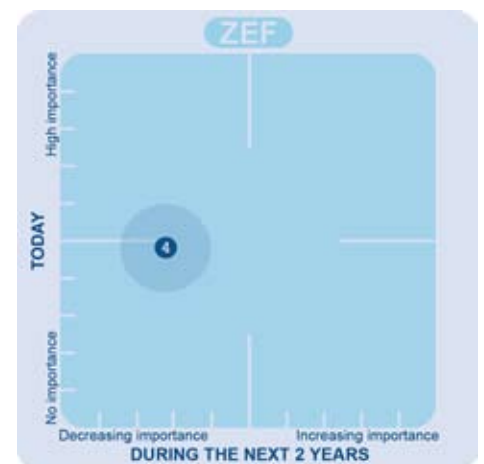 ZEF
High importance
TODAY
4
No importance
Decreasing importance Increasing importance
DURING THE NEXT 2 YEARS